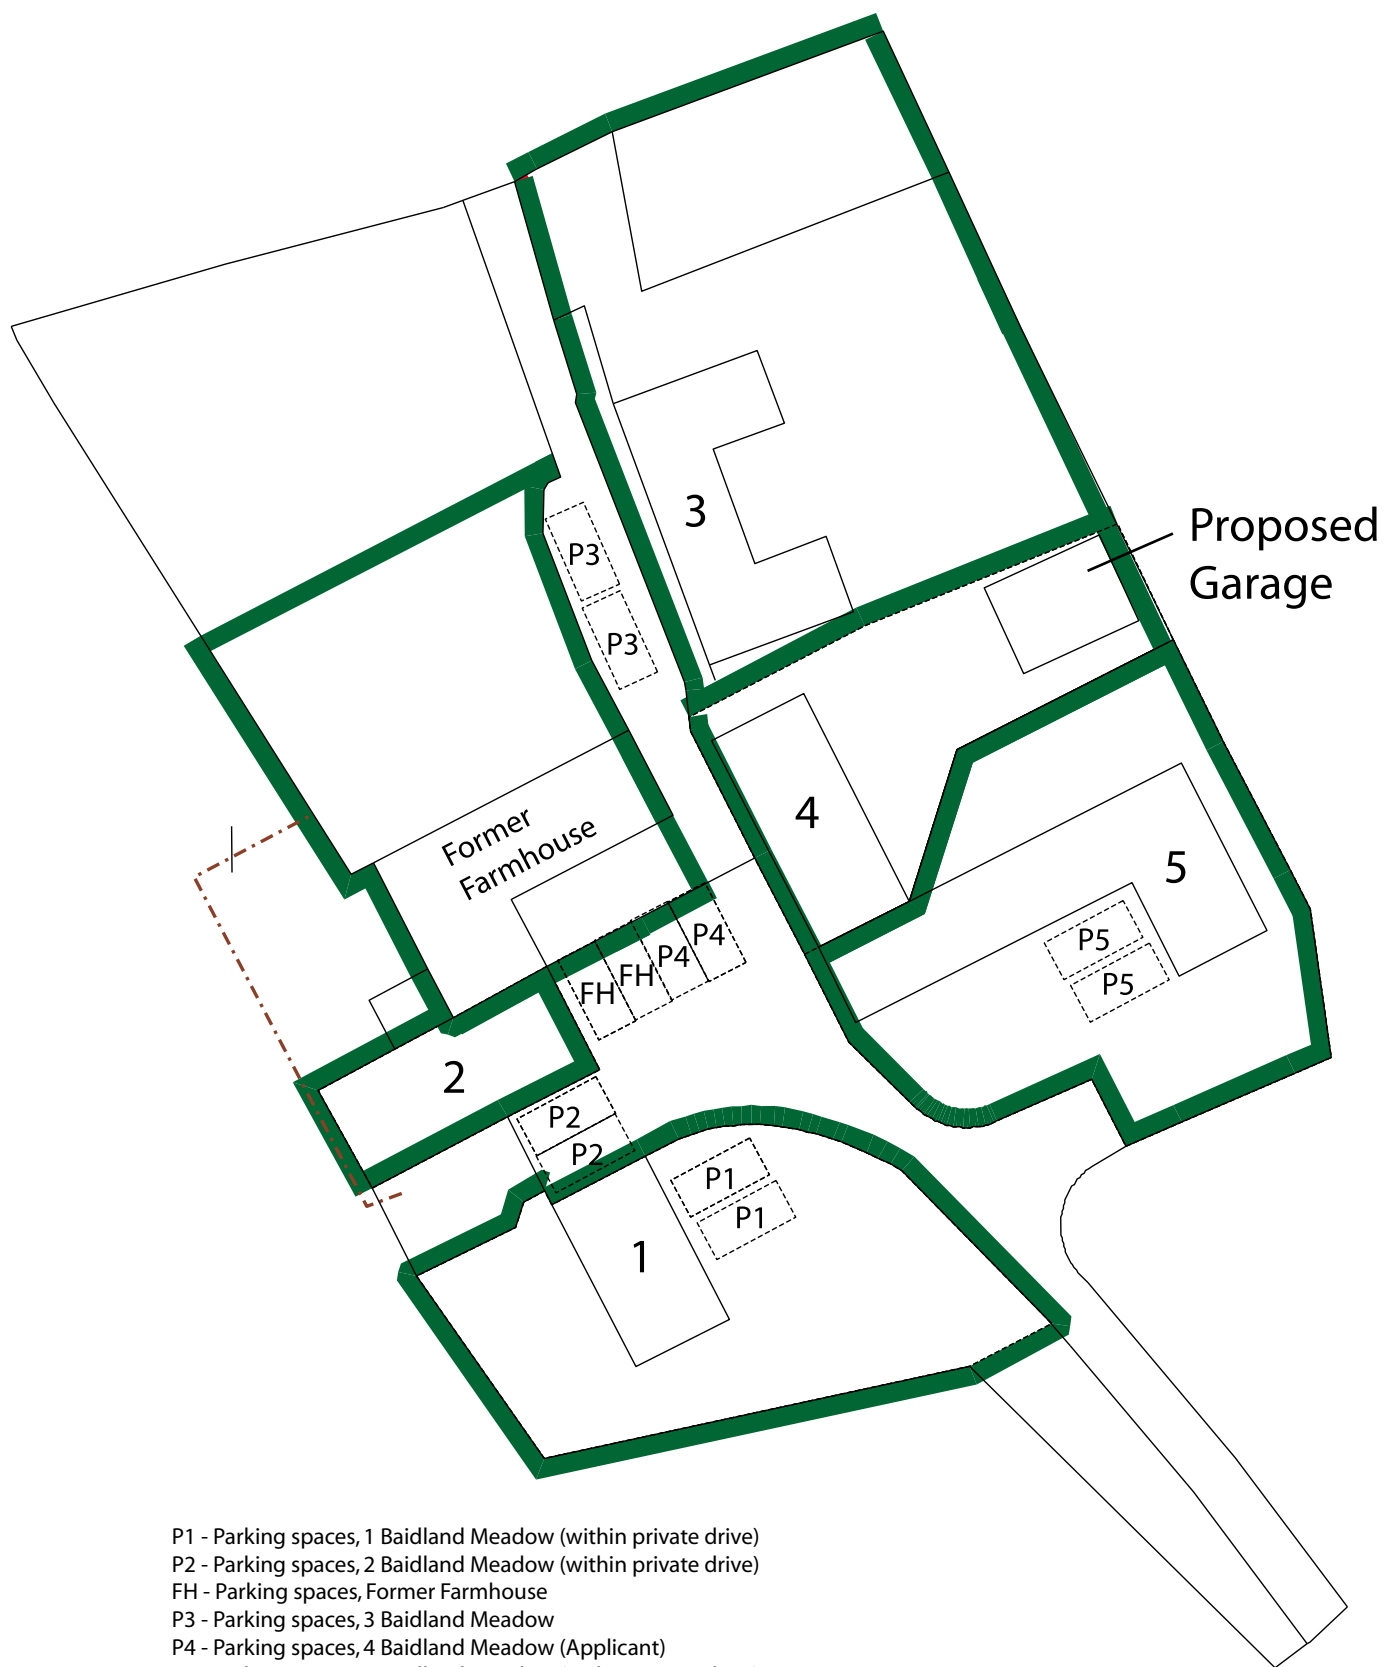 3
Proposed
Garage
P3
P3
4
Former
Farmhouse
5
P4
P4
FH
FH
P5
P5
2
P2
P2
P1
P1
1
P1 - Parking spaces, 1 Baidland Meadow (within private drive)
P2 - Parking spaces, 2 Baidland Meadow (within private drive)
FH - Parking spaces, Former Farmhouse
P3 - Parking spaces, 3 Baidland Meadow
P4 - Parking spaces, 4 Baidland Meadow (Applicant)